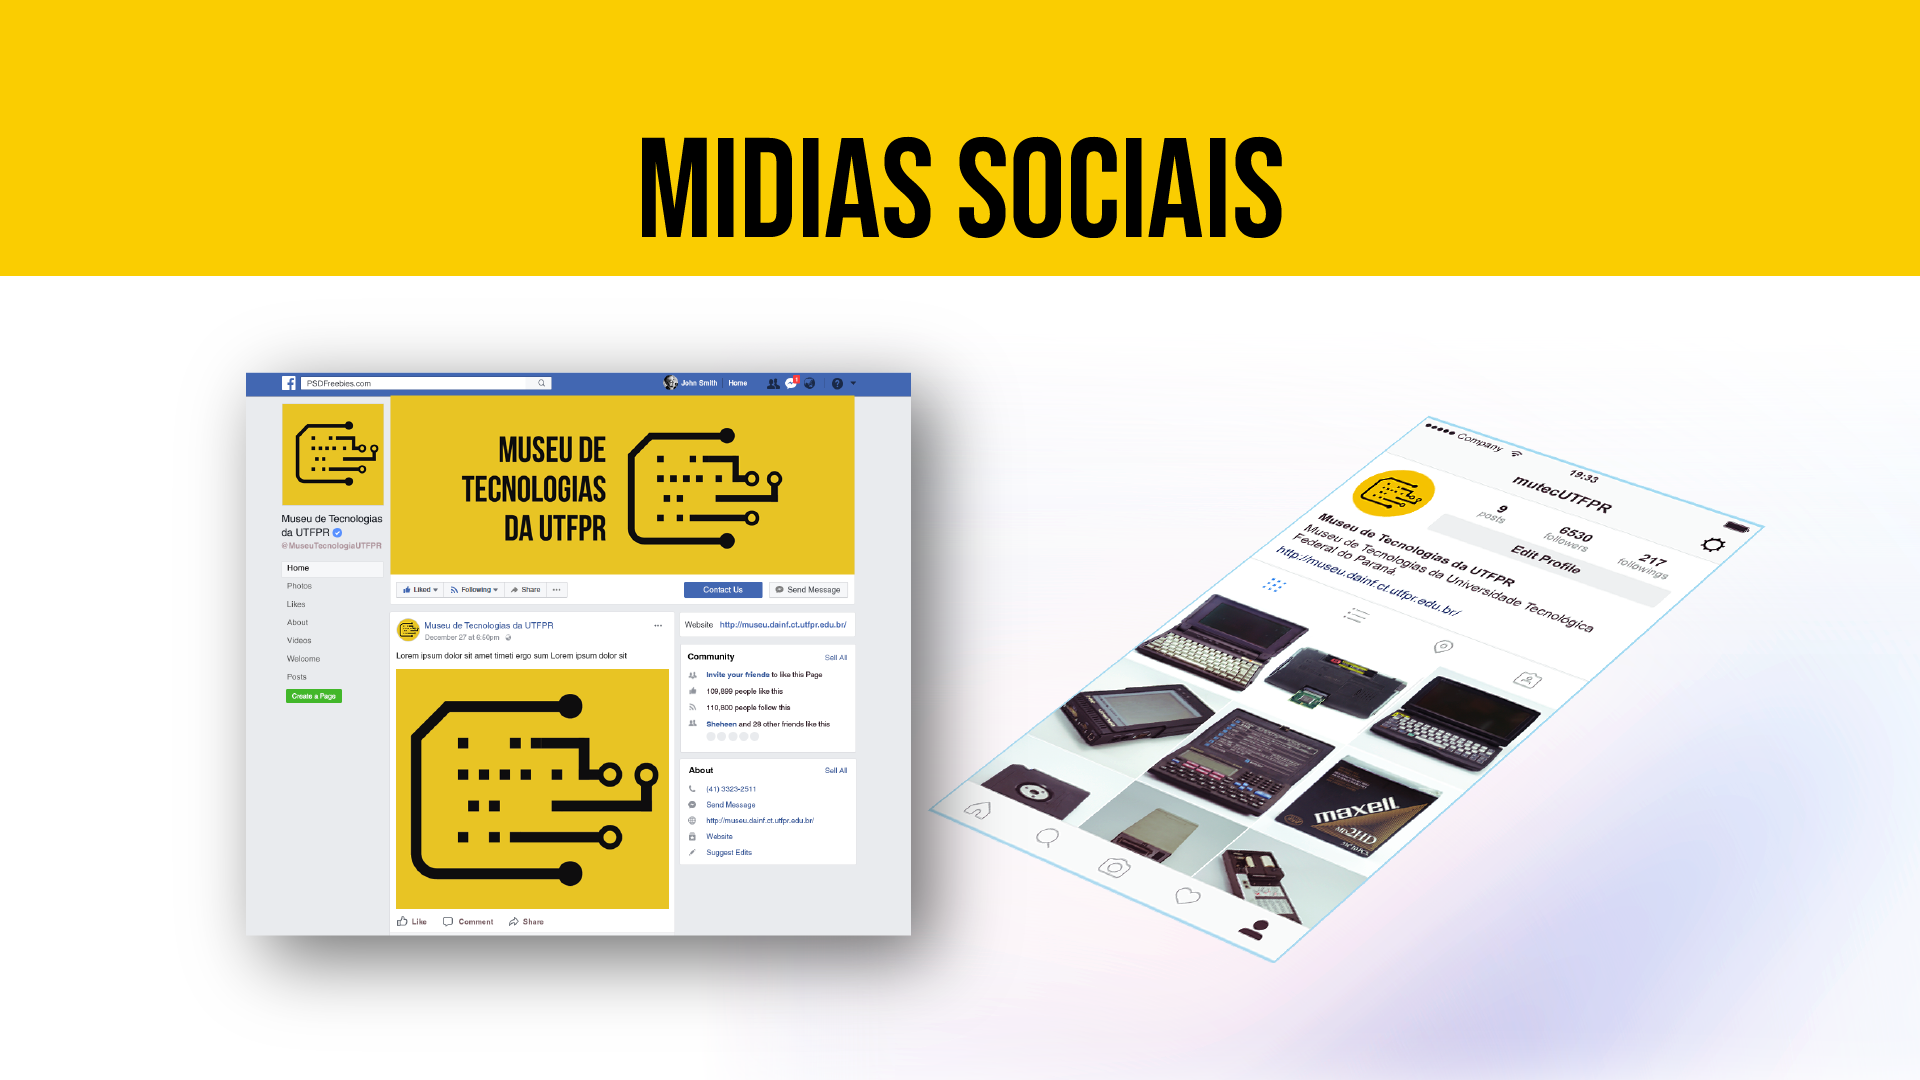 MIDIAS SOCIAIS
PSDFreebies.com
John Smith
Home
MUSEU DE
TECNOLOGIAS
DA UTFPR
Museu de Tecnologias
da UTFPR
@MuseuTecnologiaUTFPR
Home
Photos
Likes
About
Videos
Welcome
Posts
Create a Page
Liked
Following
Share
Contact Us
Send Message
Museu de Tecnologias da UTFPR
December 27 at 6:50pm
Lorem ipsum dolor sit amet timeti ergo sum Lorem ipsum dolor sit
Like
Comment
Share
Website http://museu.dainf.ct.utfpr.edu.br/
Community
Sell All
Invite your friends to like this Page
109,899 people like this
110,800 people follow this
Sheheen and 28 other friends like this
About
Sell All
(41) 3323-2511
Send Message
http://museu.dainf.ct.utfpr.edu.br/
Website
Suggest Edits
Company
19:33
mutecUTFPR
9
posts
6530
followers
217
followings
Edit Profile
Museu de Tecnologias da UTFPR
Museu de Tecnologias da Universidade Tecnológica
Federal do Paraná.
http://museu.dainf.ct.utfpr.edu.br/
maxell
MD2HD